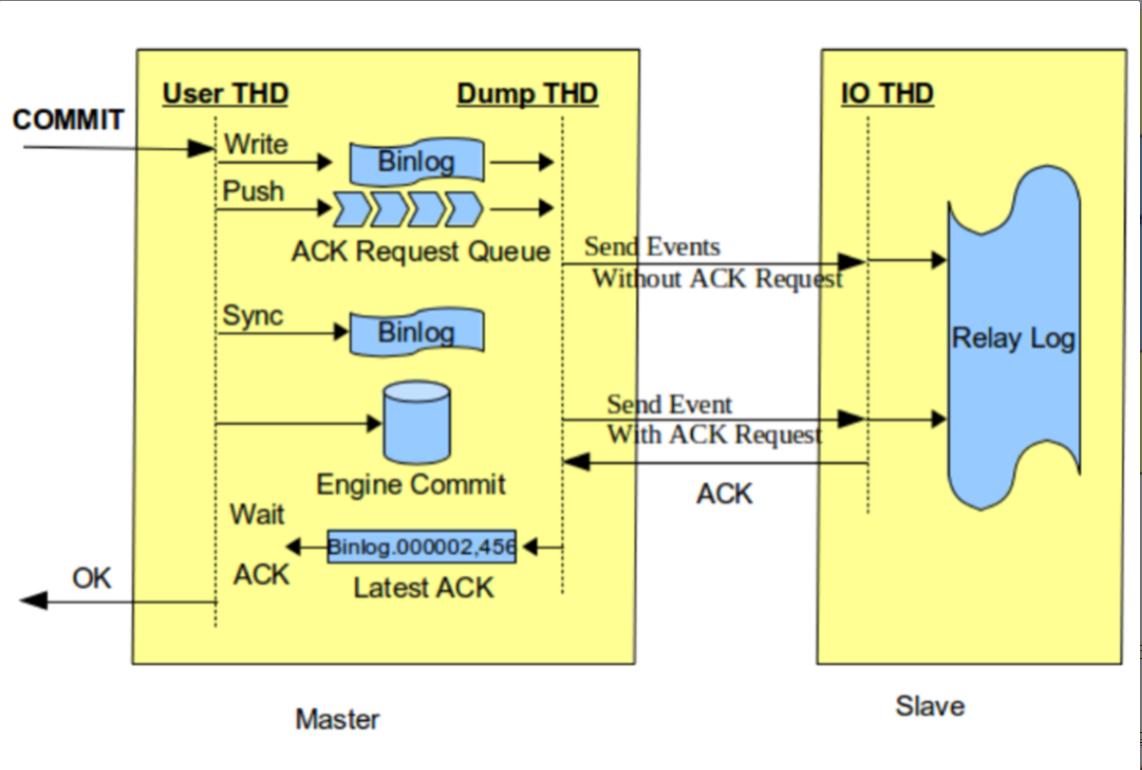 User THD
Dump THD
IO THD
COMMIT
Write
Binlog
Push
ACK Request Queue
Send Events
Without ACK Request
Sync
Binlog
Relay Log
Send Event
With ACK Request
Engine Commit
ACK
Wait
Binlog.000002,456
ACK
Latest ACK
OK
Master
Slave